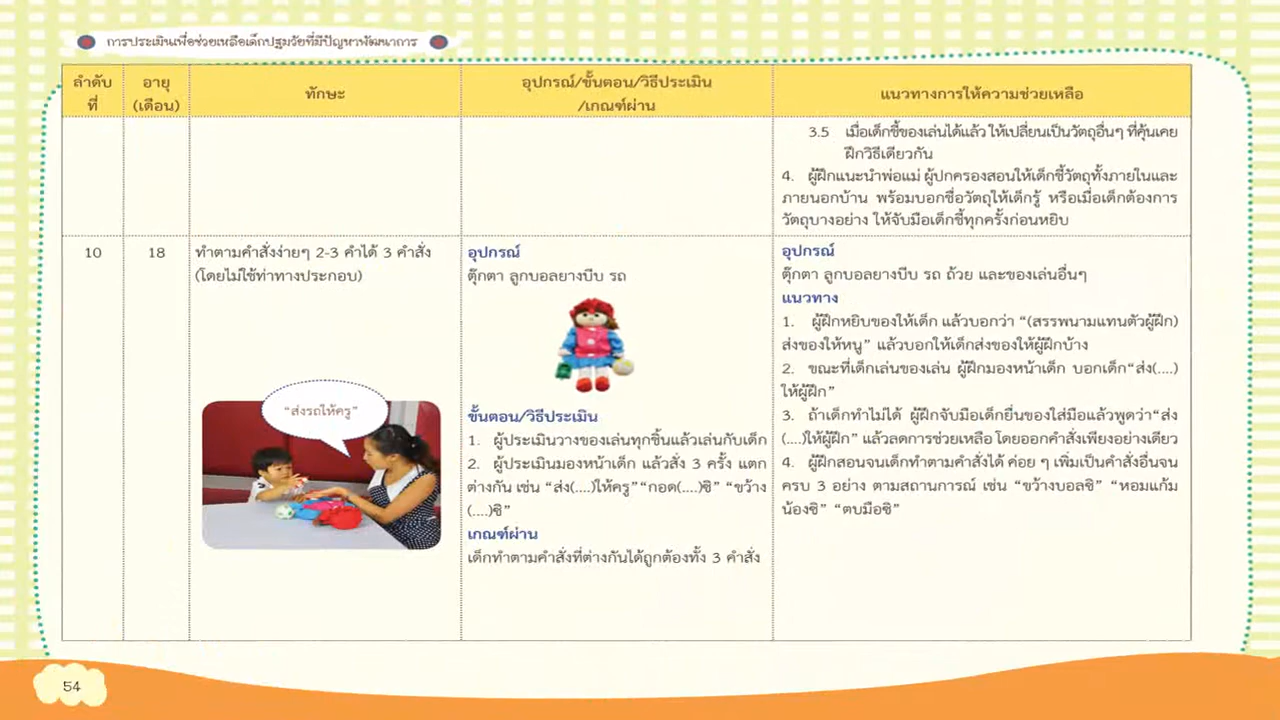 การประเมินเพื่อช่วยเหลือเด็กปฐมวัยที่มีปัญหาพัฒนาการ
ลำดับ
ที่
อายุ
(เดือน)
ทักษะ
อุปกรณ์/ขั้นตอน/วิธีประเมิน
/เกณฑ์ผ่าน
แนวทางการให้ความช่วยเหลือ
3.5 เมื่อเด็กชี้ของเล่นได้แล้ว ให้เปลี่ยนเป็นวัตถุอื่นๆ ที่คุ้นเคย
ฝึกวิธีเดียวกัน
4. ผู้ฝึกแนะนำพ่อแม่ ผู้ปกครองสอนให้เด็กชี้วัตถุทั้งภายในและ
ภายนอกบ้าน พร้อมบอกชื่อวัตถุให้เด็กรู้ หรือเมื่อเด็กต้องการ
วัตถุบางอย่าง ให้จับมือเด็กชี้ทุกครั้งก่อนหยิบ
10
18
ทำตามคำสั่งง่ายๆ 2-3 คำได้ 3 คำสั่ง
(โดยไม่ใช้ท่าทางประกอบ)
“ส่งรถให้ครู”
อุปกรณ์
ตุ๊กตา ลูกบอลยางบีบ รถ
ขั้นตอน/วิธีประเมิน
1. ผู้ประเมินวางของเล่นทุกชิ้นแล้วเล่นกับเด็ก
2. ผู้ประเมินมองหน้าเด็ก แล้วสั่ง 3 ครั้ง แตก
ต่างกัน เช่น “ส่ง(....)ให้ครู”“กอด(....)ซิ” “ขว้าง
(....)ซิ”
เกณฑ์ผ่าน
เด็กทำตามคำสั่งที่ต่างกันได้ถูกต้องทั้ง 3 คำสั่ง
อุปกรณ์
ตุ๊กตา ลูกบอลยางบีบ รถ ถ้วย และของเล่นอื่นๆ
แนวทาง
1. ผู้ฝึกหยิบของให้เด็ก แล้วบอกว่า “(สรรพนามแทนตัวผู้ฝึก)
ส่งของให้หนู” แล้วบอกให้เด็กส่งของให้ผู้ฝึกบ้าง
2. ขณะที่เด็กเล่นของเล่น ผู้ฝึกมองหน้าเด็ก บอกเด็ก“ส่ง(....)
ให้ผู้ฝึก”
3. ถ้าเด็กทำไม่ได้ ผู้ฝึกจับมือเด็กยื่นของใส่มือแล้วพูดว่า“ส่ง
(....)ให้ผู้ฝึก” แล้วลดการช่วยเหลือ โดยออกคำสั่งเพียงอย่างเดียว
4. ผู้ฝึกสอนจนเด็กทำตามคำสั่งได้ ค่อย ๆ เพิ่มเป็นคำสั่งอื่นจน
ครบ 3 อย่าง ตามสถานการณ์ เช่น “ขว้างบอลซิ” “หอมแก้ม
น้องซิ” “ตบมือซิ”
54